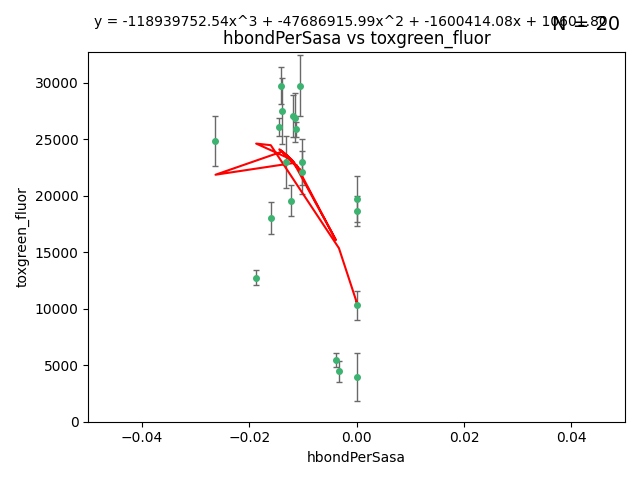 y = -118939752.54x^3 + -47686915.99x^2 + -1600414.08x + 10601.80
N = 20
hbondPerSasa vs toxgreen_fluor
toxgreen_fluor
30000
25000
20000
15000
10000
5000
0
-0.04
-0.02
0.00
0.02
0.04
hbondPerSasa